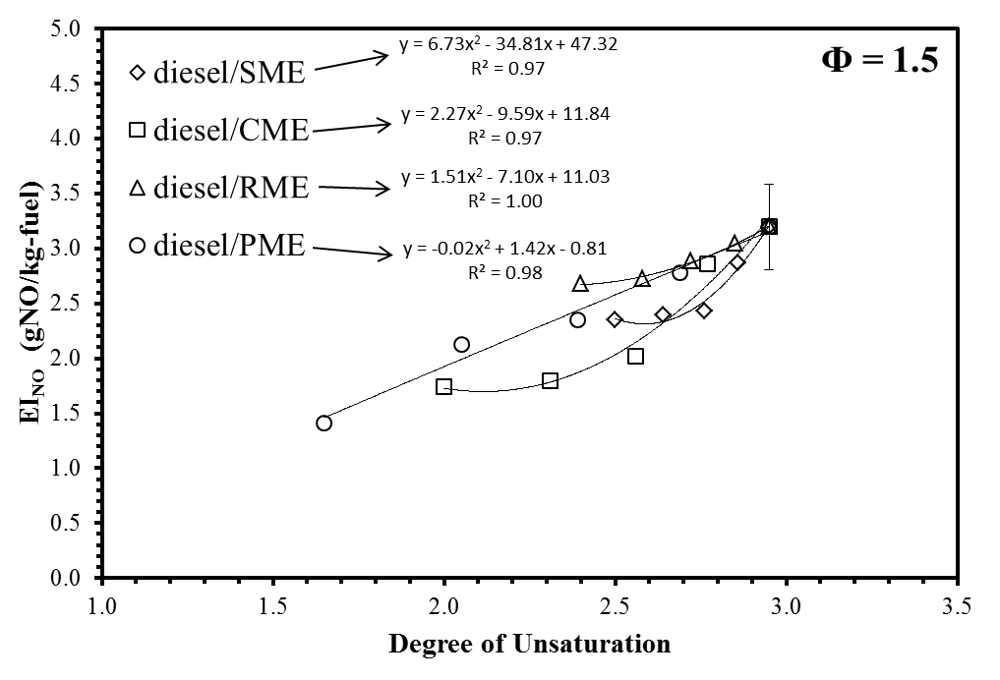 Φ = 1.5
diesel/SME
y = 6.73x² - 34.81x + 47.32
R² = 0.97
diesel/CME
y = 2.27x² - 9.59x + 11.84
R² = 0.97
diesel/RME
y = 1.51x² - 7.10x + 11.03
R² = 1.00
diesel/PME
y = -0.02x² + 1.42x - 0.81
R² = 0.98
EI_NO (gNO/kg-fuel)
5.0
4.5
4.0
3.5
3.0
2.5
2.0
1.5
1.0
0.5
0.0
1.0 1.5 2.0 2.5 3.0 3.5
Degree of Unsaturation